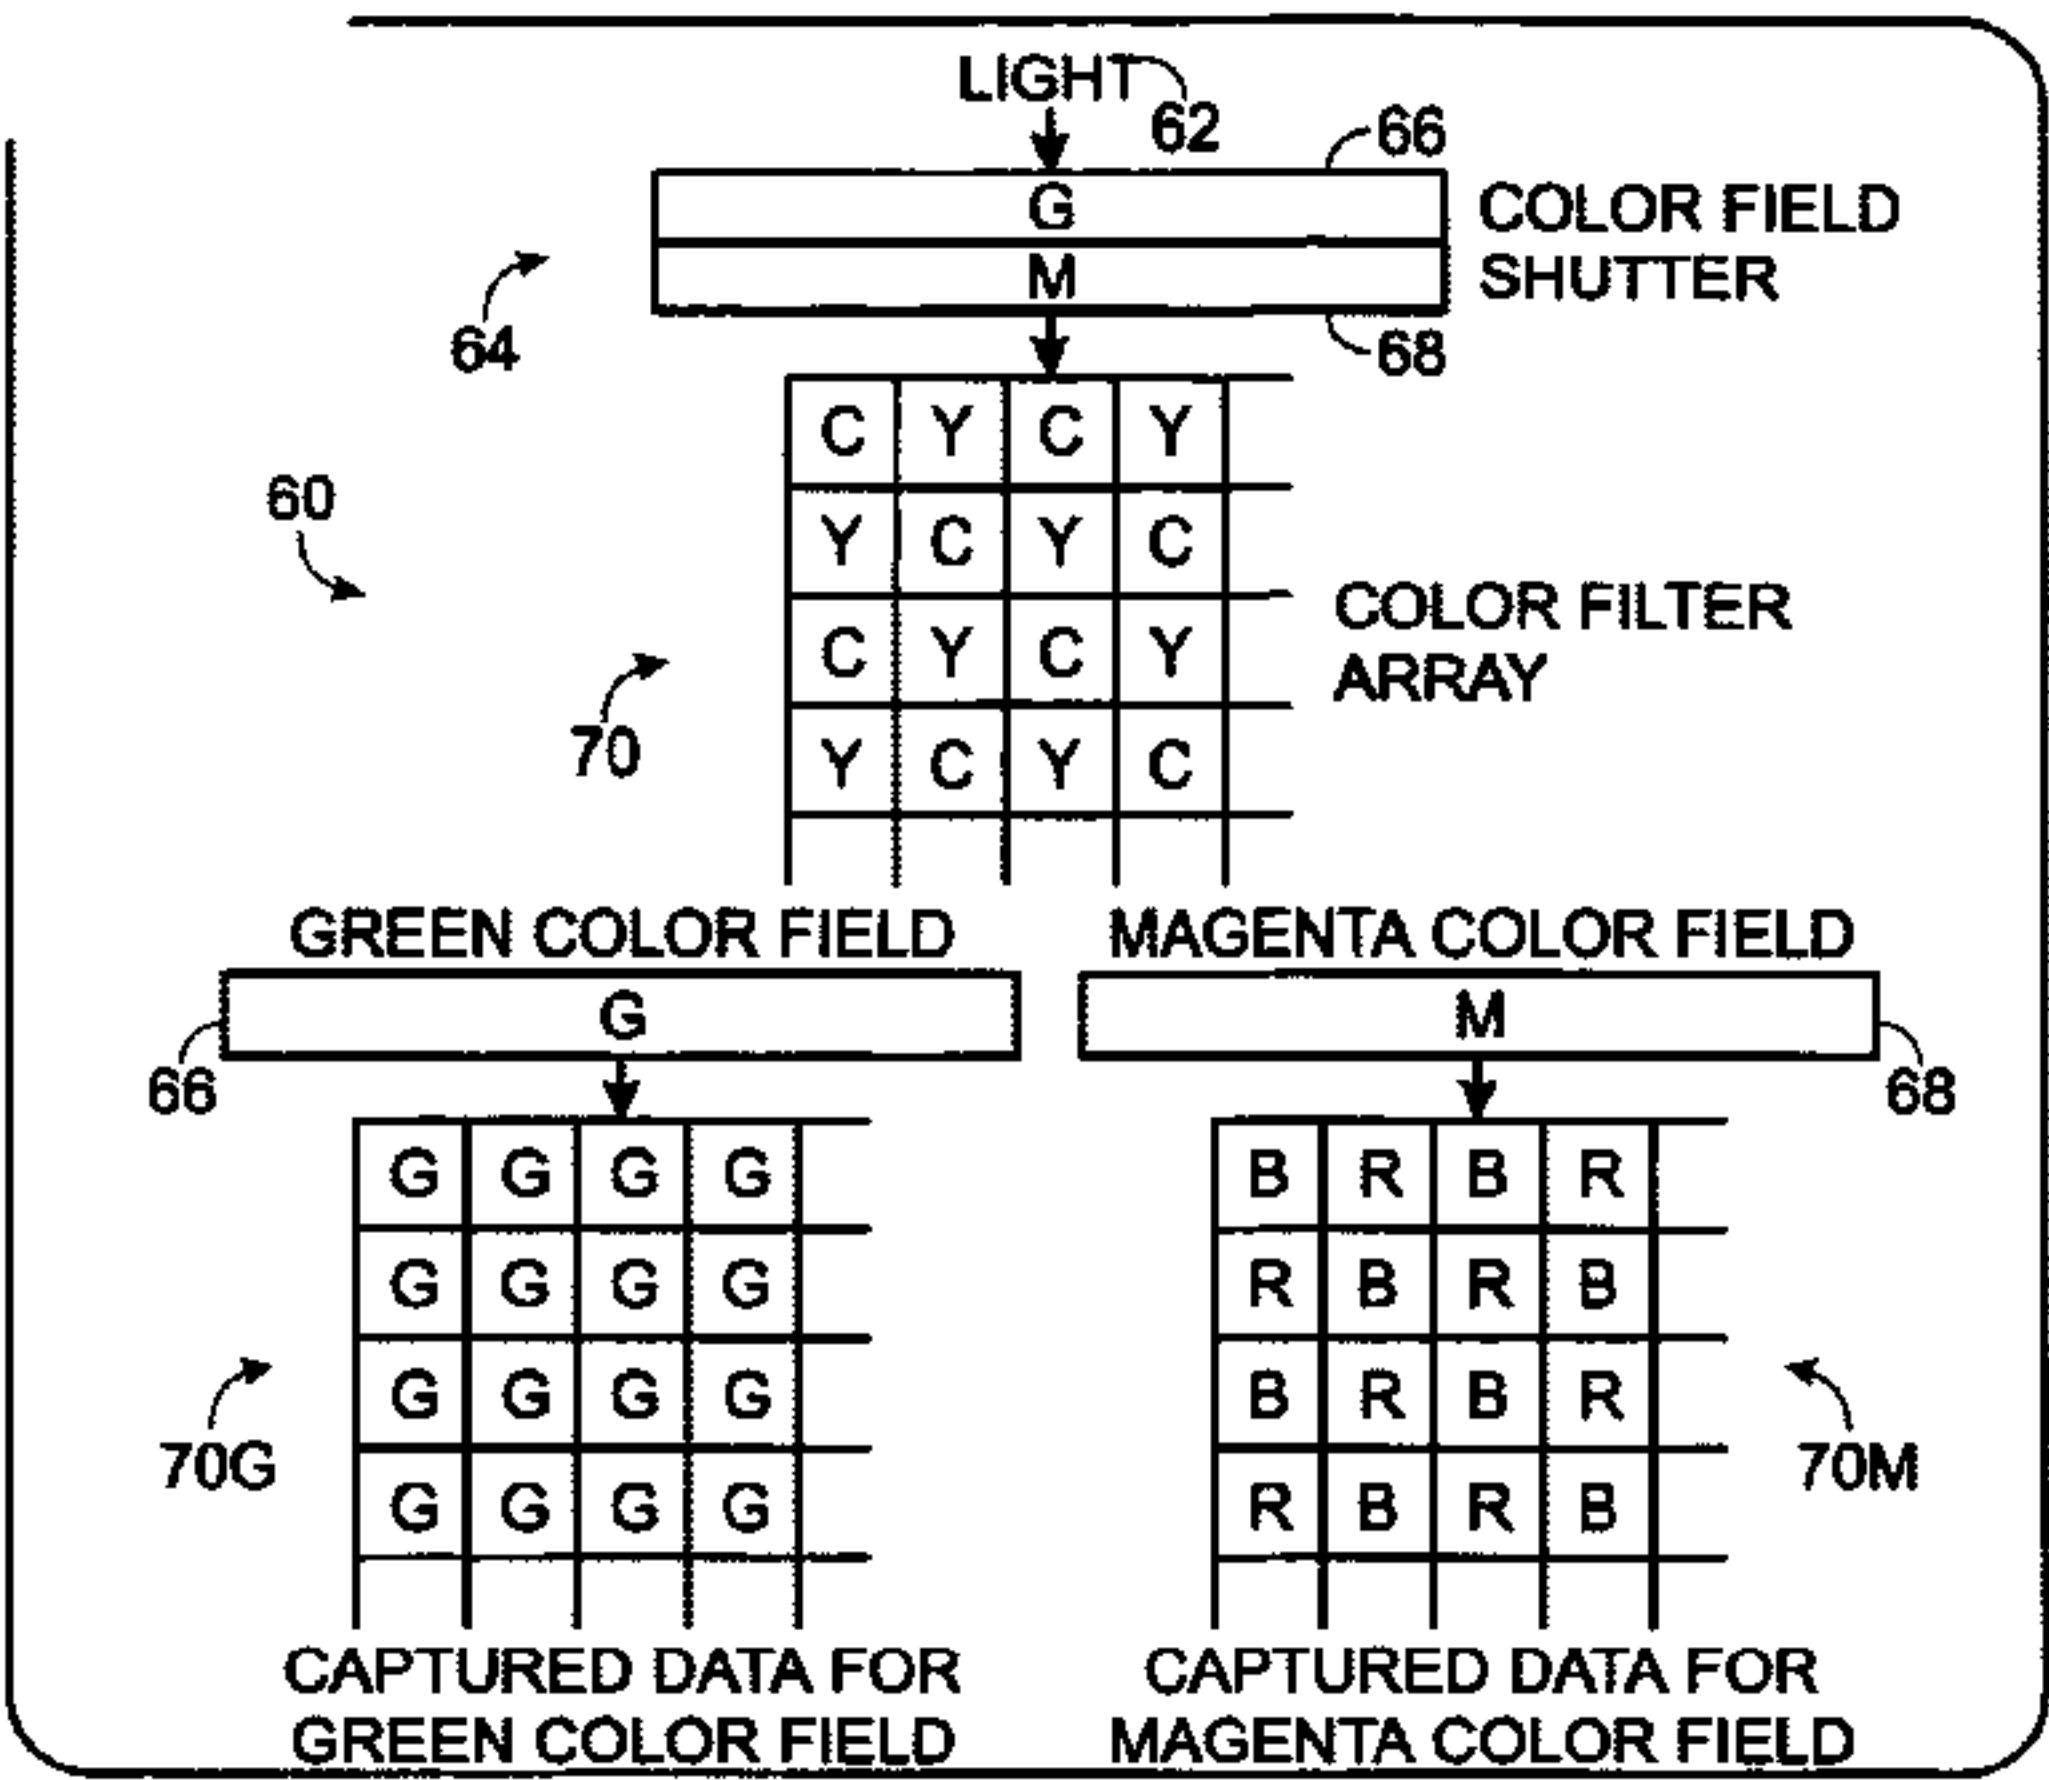 LIGHT
62
66
G
COLOR FIELD
M
SHUTTER
64
68
C Y C Y
60
Y C Y C
COLOR FILTER
C Y C Y
ARRAY
70
Y C Y C
GREEN COLOR FIELD
MAGENTA COLOR FIELD
G
M
66
68
G G G G
B R B R
G G G G
R B R B
G G G G
B R B R
70G
70M
G G G G
R B R B
CAPTURED DATA FOR
GREEN COLOR FIELD
CAPTURED DATA FOR
MAGENTA COLOR FIELD